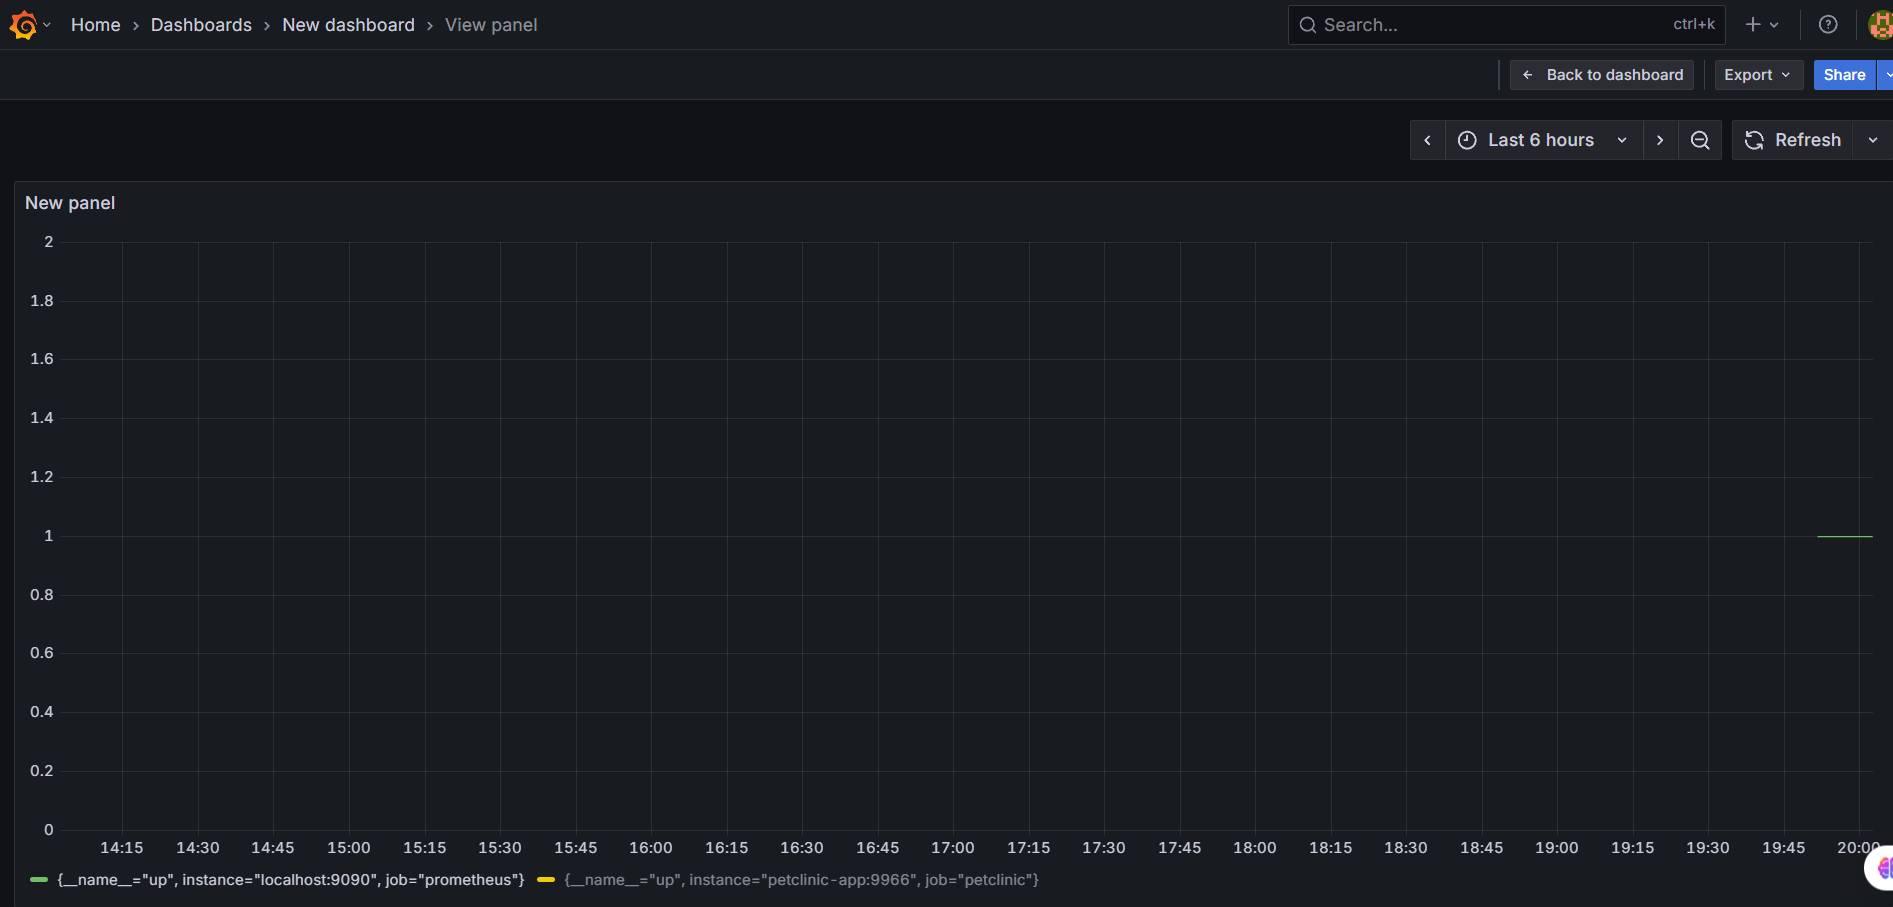 Home › Dashboards › New dashboard › View panel
Search...
ctrl+k
Back to dashboard
Export
Share
Last 6 hours
Refresh
New panel
2
1.8
1.6
1.4
1.2
1
0.8
0.6
0.4
0.2
0
14:15 14:30 14:45 15:00 15:15 15:30 15:45 16:00 16:15 16:30 16:45 17:00 17:15 17:30 17:45 18:00 18:15 18:30 18:45 19:00 19:15 19:30 19:45 20:00
{__name__="up", instance="localhost:9090", job="prometheus"} {__name__="up", instance="petclinic-app:9966", job="petclinic"}